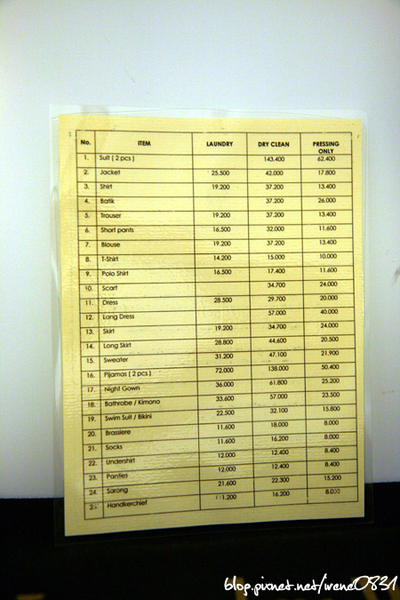 No. ITEM LAUNDRY DRY CLEAN PRESSING ONLY
1. Suit ( 2 pcs ) 143.400 62.400
2. Jacket 25.500 42.000 17.800
3. Shirt 19.200 37.200 13.400
4. Batik 37.200 26.000
5. Trouser 19.200 37.200 13.400
6. Short pants 16.500 32.000 11.600
7. Blouse 19.200 37.200 13.400
8. T-Shirt 14.200 15.000 10.000
9. Polo Shirt 16.500 17.400 11.600
10. Scarf 34.700 24.000
11. Dress 28.500 29.700 20.000
12. Long Dress 57.000 40.000
13. Skirt 19.200 34.700 24.000
14. Long Skirt 28.800 44.600 20.500
15. Sweater 31.200 47.100 21.900
16. Pijamas ( 2 pcs ) 72.000 138.000 50.400
17. Night Gown 36.000 61.800 25.200
18. Bathrobe / Kimono 33.600 57.000 23.500
19. Swim Suit / Bikini 22.500 32.100 15.800
20. Brassiere 11.600 18.000 8.000
21. Socks 11.600 16.200 8.000
22. Undershirt 12.000 12.400 8.400
23. Panties 12.000 12.400 8.400
24. Sarong 21.600 22.300 15.200
Handkerchief 16.200
blog.pixnet.net/irene0831